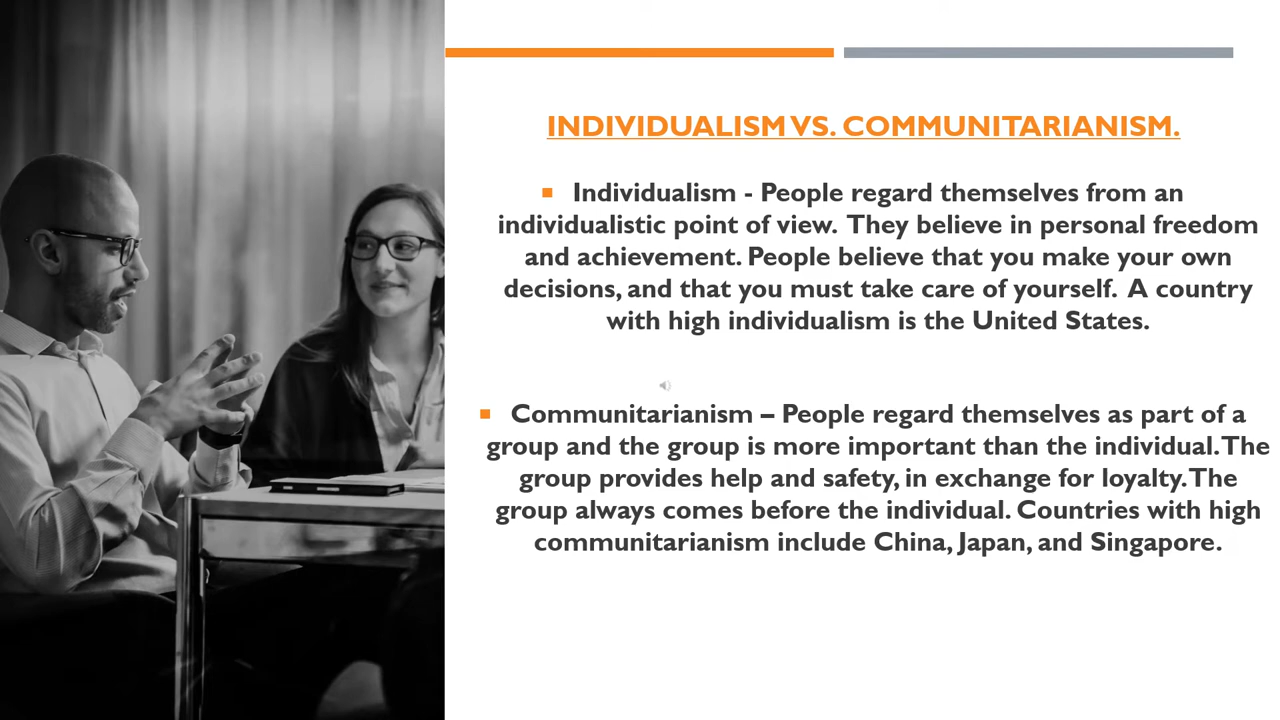 INDIVIDUALISM VS. COMMUNITARIANISM.
Individualism - People regard themselves from an
individualistic point of view.  They believe in personal freedom
and achievement. People believe that you make your own
decisions, and that you must take care of yourself.  A country
with high individualism is the United States.
Communitarianism – People regard themselves as part of a
group and the group is more important than the individual. The
group provides help and safety, in exchange for loyalty. The
group always comes before the individual. Countries with high
communitarianism include China, Japan, and Singapore.